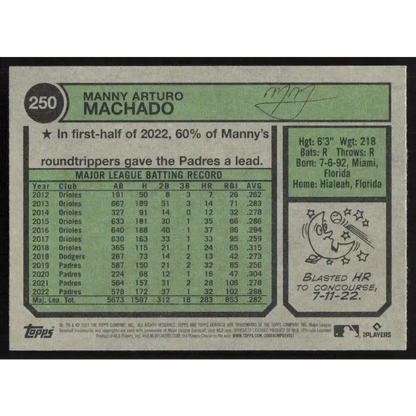 250
MANNY ARTURO
MACHADO
★ In first-half of 2022, 60% of Manny's
roundtrippers gave the Padres a lead.
Hgt: 6'3" Wgt: 218
Bats: R Throws: R
Born: 7-6-92, Miami,
Florida
Home: Hialeah, Florida
MAJOR LEAGUE BATTING RECORD
Year Club AB H 2B 3B HR RBI AVG
2012 Orioles 191 50 8 3 7 26 .262
2013 Orioles 667 189 51 3 14 71 .283
2014 Orioles 327 91 14 0 12 32 .278
2015 Orioles 633 181 30 1 35 86 .286
2016 Orioles 640 188 40 1 37 96 .294
2017 Orioles 630 163 33 1 33 95 .259
2018 Orioles 365 115 21 1 24 65 .315
2018 Dodgers 267 73 14 2 13 42 .273
2019 Padres 587 150 21 2 32 85 .256
2020 Padres 224 68 12 1 16 47 .304
2021 Padres 564 157 31 2 28 106 .278
2022 Padres 578 172 37 1 32 102 .298
Maj. Lea. Tot. 5673 1597 312 18 283 853 .282
BLASTED HR
TO CONCOURSE,
7-11-22.
Topps
MLB
PLAYERS